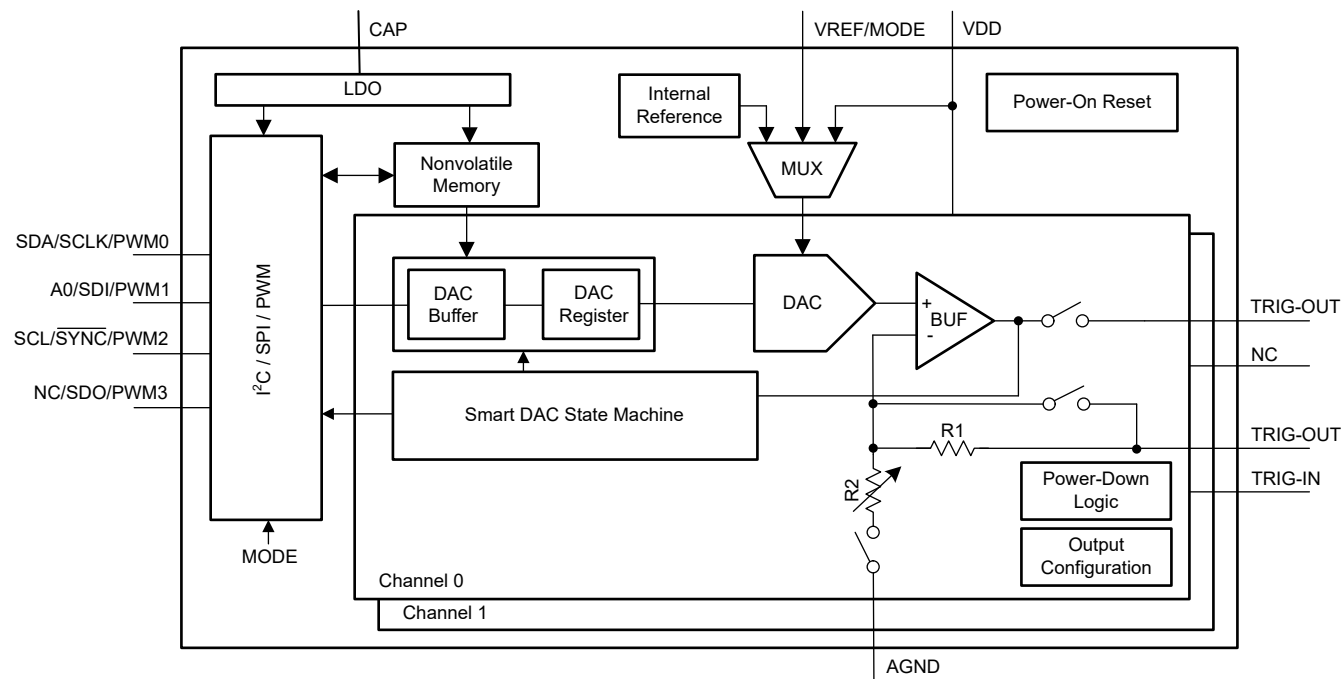 CAP
VREF/MODE
VDD
LDO
Internal
Reference
Power-On Reset
Nonvolatile
Memory
MUX
SDA/SCLK/PWM0
A0/SDI/PWM1
SCL/SYNC/PWM2
NC/SDO/PWM3
I²C / SPI / PWM
DAC
Buffer
DAC
Register
DAC
+
BUF
-
TRIG-OUT
NC
Smart DAC State Machine
R1
TRIG-OUT
R2
Power-Down
Logic
TRIG-IN
MODE
Output
Configuration
Channel 0
Channel 1
AGND